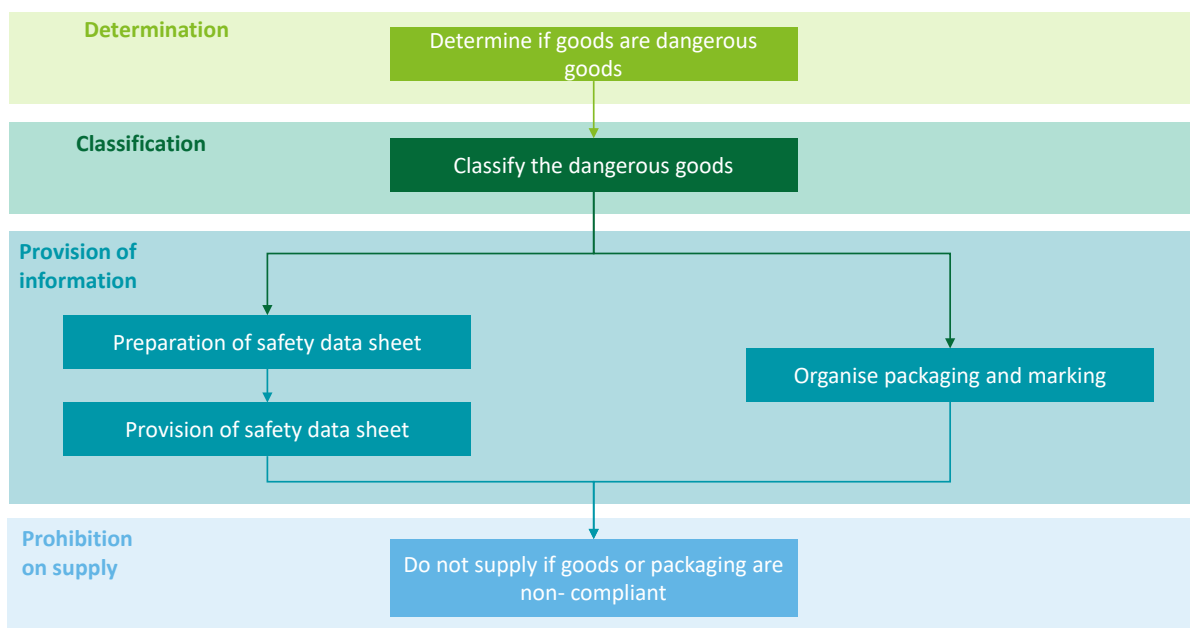 Determination
Determine if goods are dangerous
goods
Classification
Classify the dangerous goods
Provision of
information
Preparation of safety data sheet
Organise packaging and marking
Provision of safety data sheet
Prohibition
on supply
Do not supply if goods or packaging are
non- compliant